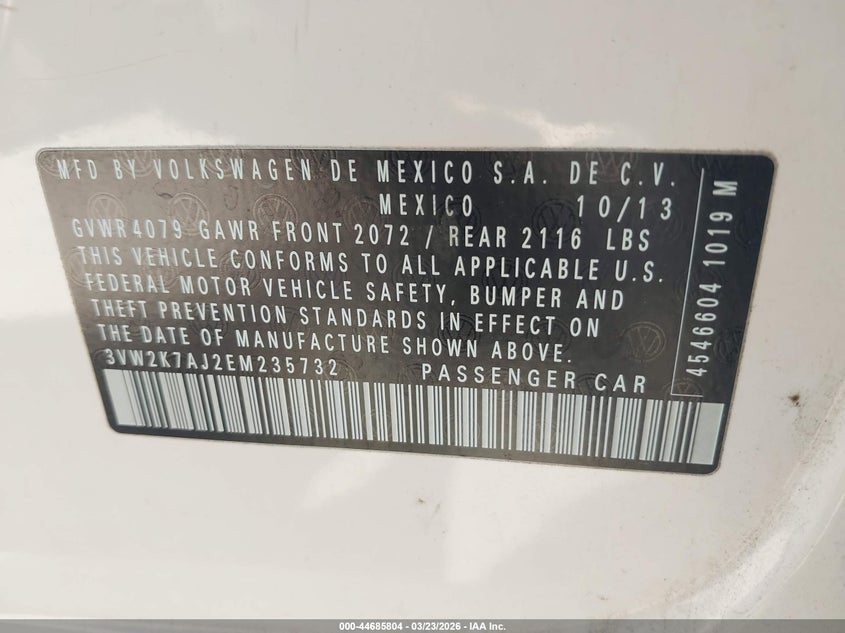 MFD BY VOLKSWAGEN DE MEXICO S.A. DE C.V.
MEXICO 10/13
GVWR4079 GAWR FRONT 2072 / REAR 2116 LBS
THIS VEHICLE CONFORMS TO ALL APPLICABLE U.S.
FEDERAL MOTOR VEHICLE SAFETY, BUMPER AND
THEFT PREVENTION STANDARDS IN EFFECT ON
THE DATE OF MANUFACTURE SHOWN ABOVE.
3VW2K7AJ2EM235732 PASSENGER CAR
4546604 1019 M
000-44685804 | 03/23/2026 | IAA Inc.